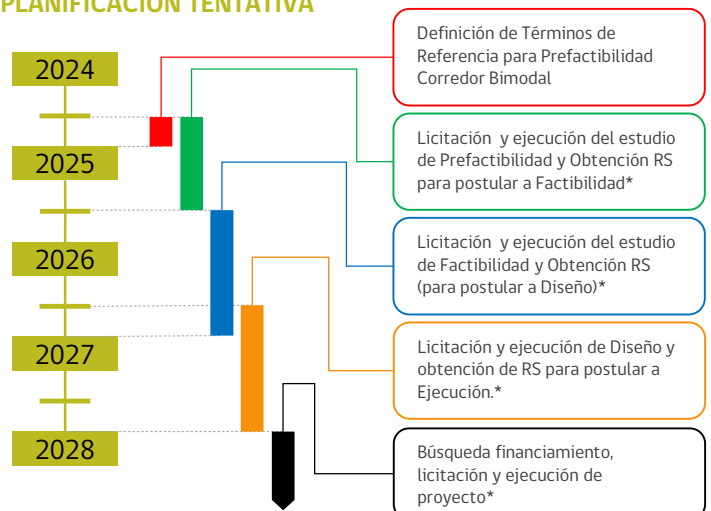 PLANIFICACIÓN TENTATIVA
2024
2025
2026
2027
2028
Definición de Términos de
Referencia para Prefactibilidad
Corredor Bimodal
Licitación y ejecución del estudio
de Prefactibilidad y Obtención RS
para postular a Factibilidad*
Licitación y ejecución del estudio
de Factibilidad y Obtención RS
(para postular a Diseño)*
Licitación y ejecución de Diseño y
obtención de RS para postular a
Ejecución.*
Búsqueda financiamiento,
licitación y ejecución de
proyecto*